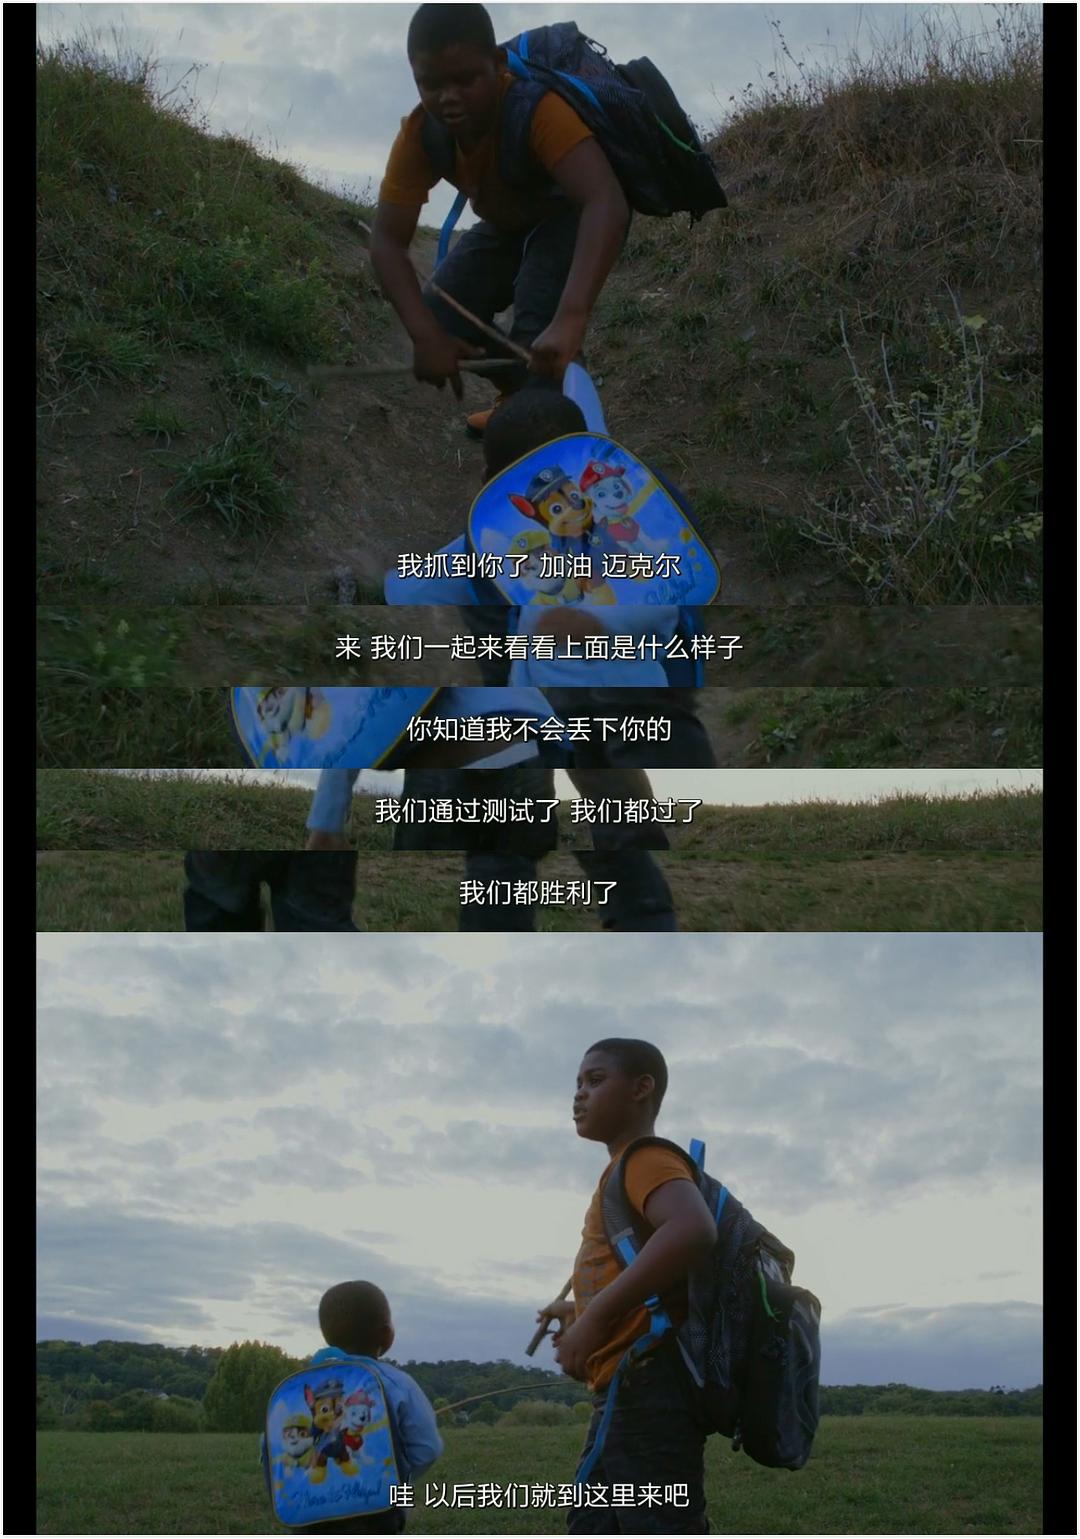 我抓到你了 加油 迈克尔
来 我们一起来看看上面是什么样子
你知道我不会丢下你的
我们通过测试了 我们都过了
我们都胜利了
哇 以后我们就到这里来吧